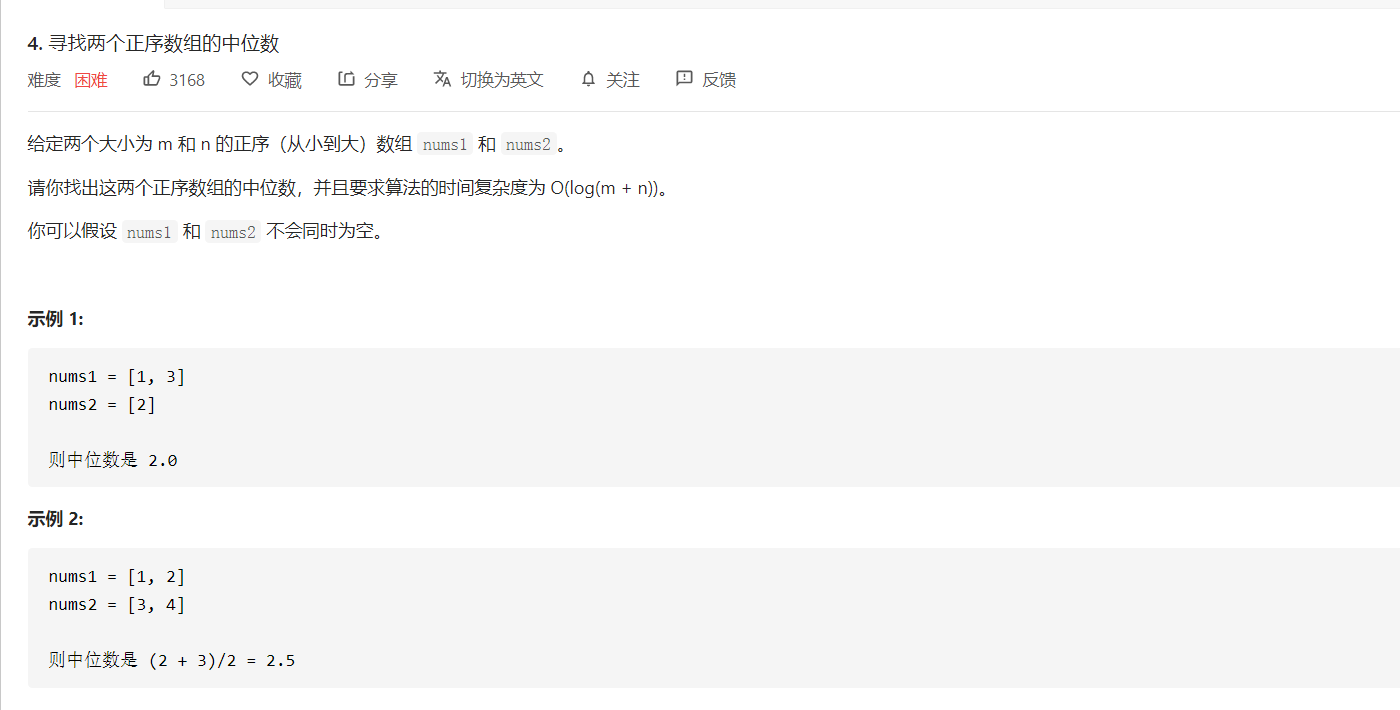 4. 寻找两个正序数组的中位数
难度 困难 3168 收藏 分享 切换为英文 关注 反馈
给定两个大小为 m 和 n 的正序（从小到大）数组 nums1 和 nums2。
请你找出这两个正序数组的中位数，并且要求算法的时间复杂度为 O(log(m + n))。
你可以假设 nums1 和 nums2 不会同时为空。
示例 1:
nums1 = [1, 3]
nums2 = [2]
则中位数是 2.0
示例 2:
nums1 = [1, 2]
nums2 = [3, 4]
则中位数是 (2 + 3)/2 = 2.5